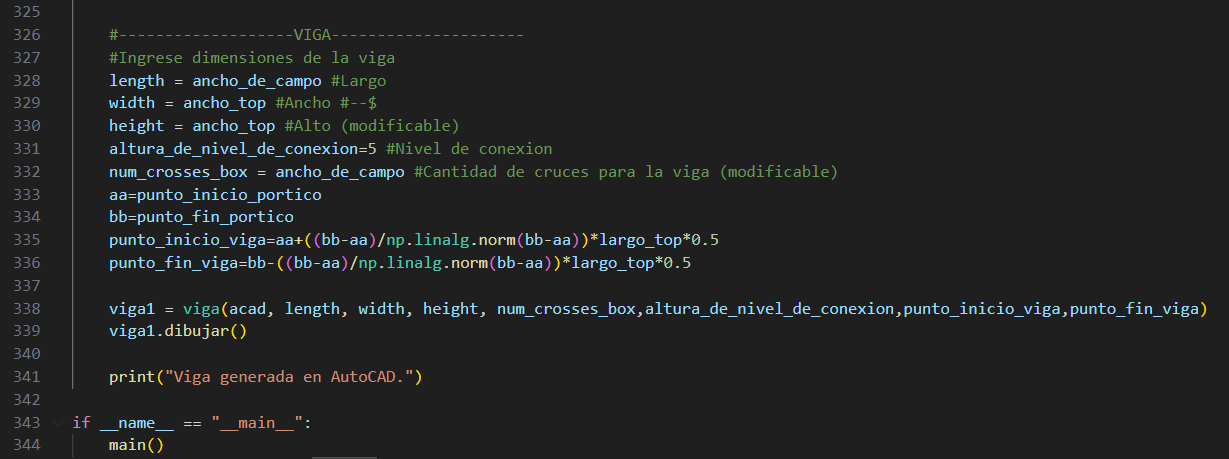 325
326 #-------------------VIGA---------------------
327 #Ingrese dimensiones de la viga
328 length = ancho_de_campo #Largo
329 width = ancho_top #Ancho #--$
330 height = ancho_top #Alto (modificable)
331 altura_de_nivel_de_conexion=5 #Nivel de conexion
332 num_crosses_box = ancho_de_campo #Cantidad de cruces para la viga (modificable)
333 aa=punto_inicio_portico
334 bb=punto_fin_portico
335 punto_inicio_viga=aa+((bb-aa)/np.linalg.norm(bb-aa))*largo_top*0.5
336 punto_fin_viga=bb-((bb-aa)/np.linalg.norm(bb-aa))*largo_top*0.5
337
338 viga1 = viga(acad, length, width, height, num_crosses_box,altura_de_nivel_de_conexion,punto_inicio_viga,punto_fin_viga)
339 viga1.dibujar()
340
341 print("Viga generada en AutoCAD.")
342
343 if __name__ == "__main__":
344 main()